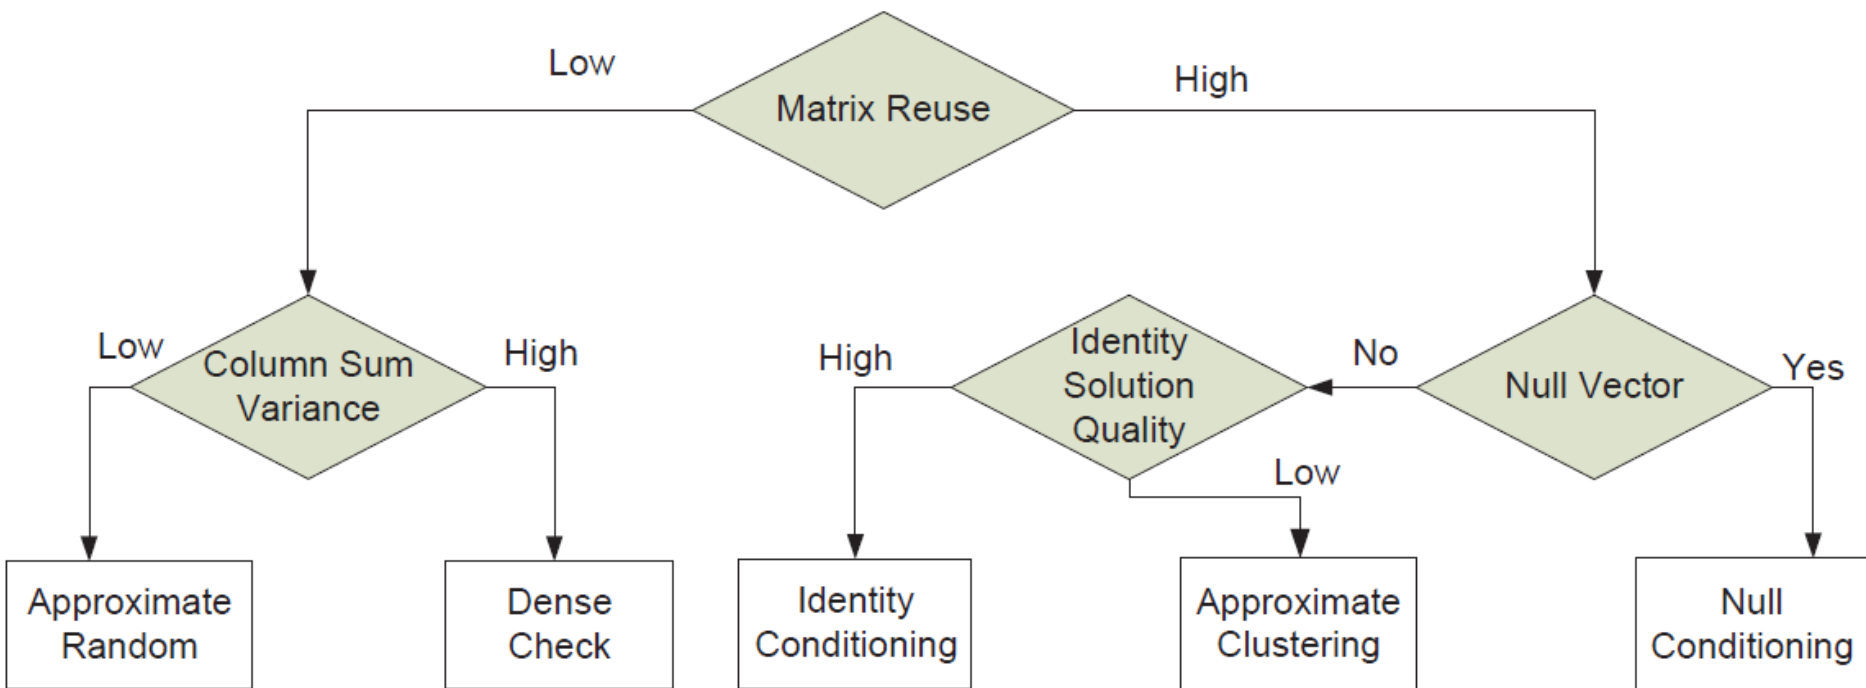 Low
High
Matrix Reuse
Low
Column Sum
Variance
High
High
Identity
Solution
Quality
No
Null Vector
Yes
Low
Approximate
Random
Dense
Check
Identity
Conditioning
Approximate
Clustering
Null
Conditioning